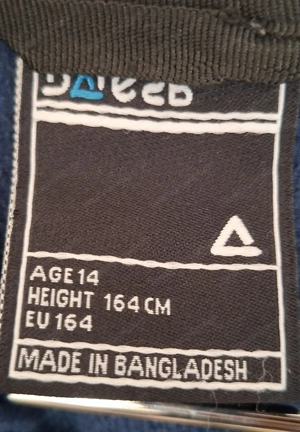 AGE 14
HEIGHT 164 CM
EU 164
MADE IN BANGLADESH